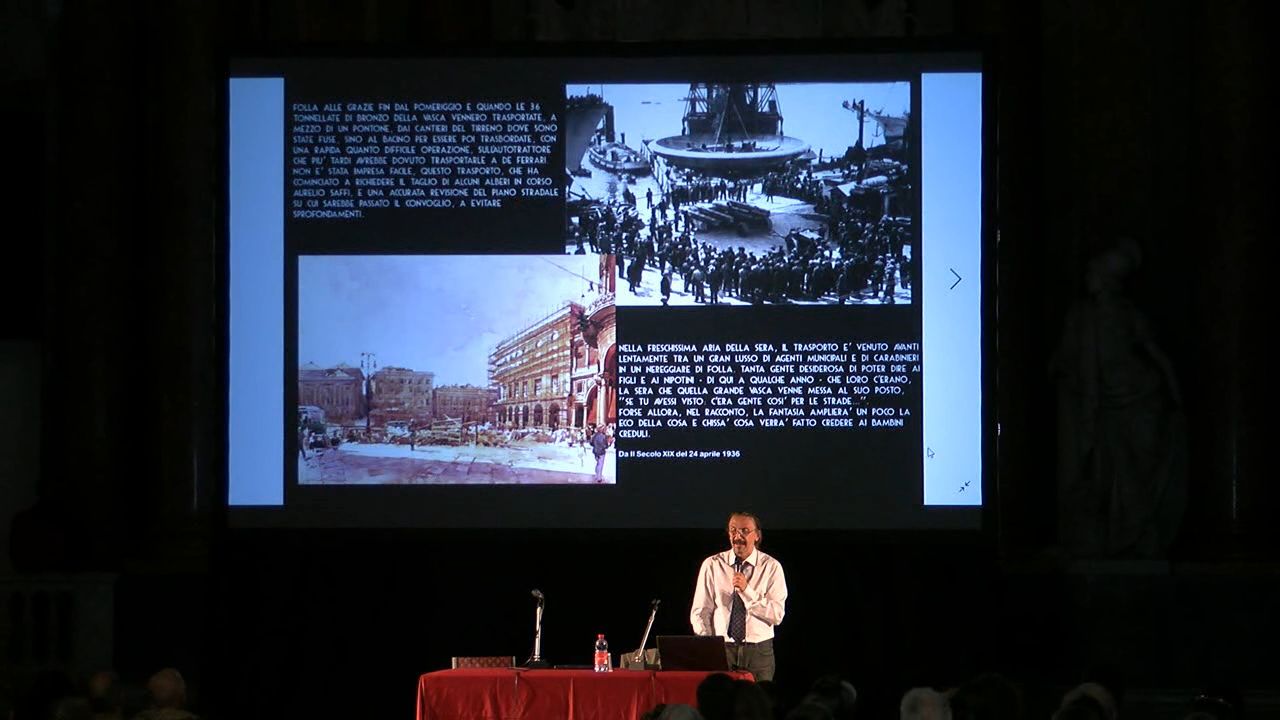 FOLLA ALLE GRAZIE FIN DAL POMERIGGIO E QUANDO LE 36
TONNELLATE DI BRONZO DELLA VASCA VENNERO TRASPORTATE, A
MEZZO DI UN PONTONE, DAI CANTIERI DEL TIRRENO DOVE SONO
STATE FUSE, SINO AL BACINO PER ESSERE POI TRASBORDATE, CON
UNA RAPIDA QUANTO DIFFICILE OPERAZIONE, SULL'AUTOTRATTORE
CHE PIU' TARDI AVREBBE DOVUTO TRASPORTARLE A DE FERRARI.
NON E' STATA IMPRESA FACILE, QUESTO TRASPORTO, CHE HA
COMINCIATO A RICHIEDERE IL TAGLIO DI ALCUNI ALBERI IN CORSO
AURELIO SAFFI, E UNA ACCURATA REVISIONE DEL PIANO STRADALE
SU CUI SAREBBE PASSATO IL CONVOGLIO, A EVITARE
SPROFONDAMENTI.
NELLA FRESCHISSIMA ARIA DELLA SERA, IL TRASPORTO E' VENUTO AVANTI
LENTAMENTE TRA UN GRAN LUSSO DI AGENTI MUNICIPALI E DI CARABINIERI
IN UN NEREGGIARE DI FOLLA. TANTA GENTE DESIDEROSA DI POTER DIRE AI
FIGLI E AI NIPOTINI - DI QUI A QUALCHE ANNO - CHE LORO C'ERANO,
LA SERA CHE QUELLA GRANDE VASCA VENNE MESSA AL SUO POSTO,
"SE TU AVESSI VISTO. C'ERA GENTE COSI' PER LE STRADE...".
FORSE ALLORA, NEL RACCONTO, LA FANTASIA AMPLIERA' UN POCO LA
ECO DELLA COSA E CHISSA' COSA VERRA' FATTO CREDERE AI BAMBINI
CREDULI.
Da Il Secolo XIX del 24 aprile 1936